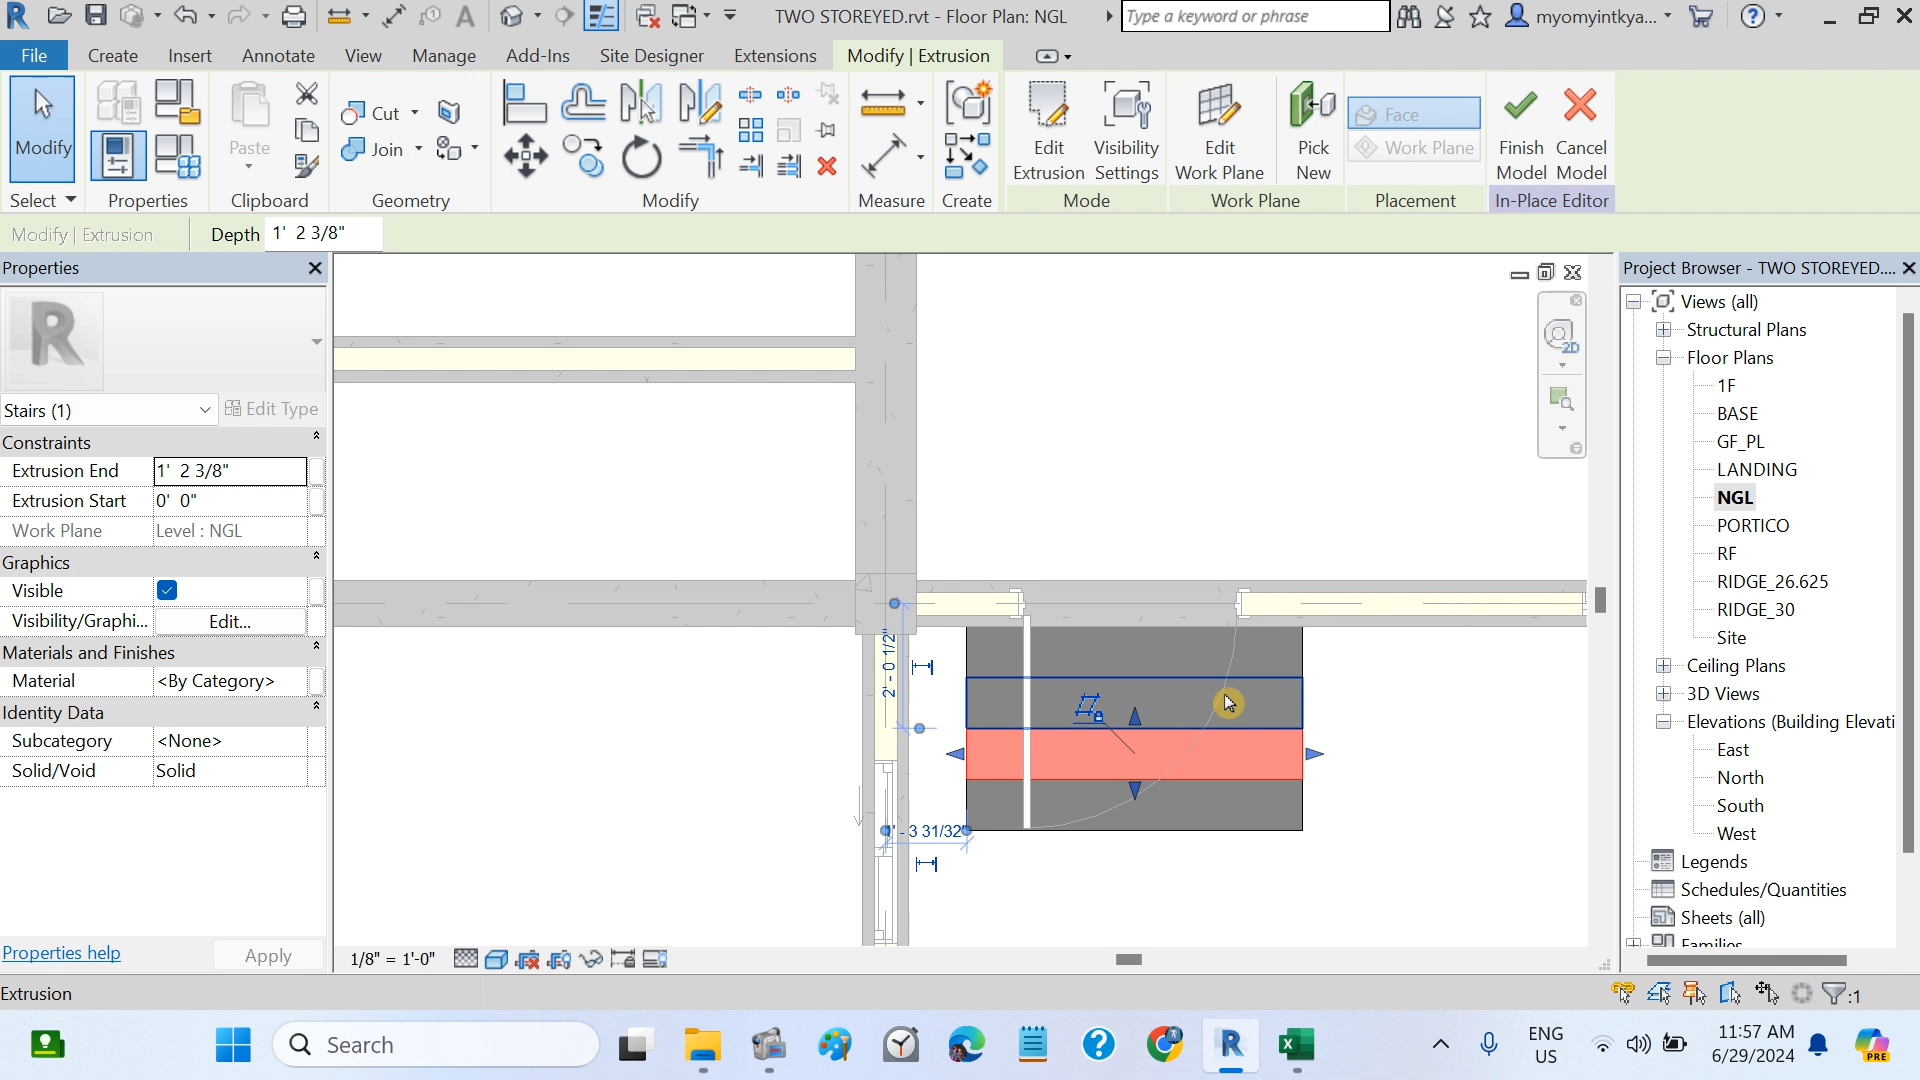 TWO STOREYED.rvt - Floor Plan: NGL
Type a keyword or phrase
myomyintkya...
File
Create
Insert
Annotate
View
Manage
Add-Ins
Site Designer
Extensions
Modify | Extrusion
Modify
Paste
Cut
Join
Edit
Extrusion
Visibility
Settings
Edit
Work Plane
Pick
New
Face
Work Plane
Finish
Model
Cancel
Model
Select
Properties
Clipboard
Geometry
Modify
Measure
Create
Mode
Work Plane
Placement
In-Place Editor
Modify | Extrusion
Depth 1' 2 3/8"
Properties
R
Stairs (1)
Edit Type
Constraints
Extrusion End 1' 2 3/8"
Extrusion Start 0' 0"
Work Plane Level : NGL
Graphics
Visible
Visibility/Graphi... Edit...
Materials and Finishes
Material <By Category>
Identity Data
Subcategory <None>
Solid/Void Solid
Properties help
Apply
2D
2' - 0 1/2"
' - 3 31/32"
1/8" = 1'-0"
Project Browser - TWO STOREYED....
Views (all)
Structural Plans
Floor Plans
1F
BASE
GF_PL
LANDING
NGL
PORTICO
RF
RIDGE_26.625
RIDGE_30
Site
Ceiling Plans
3D Views
Elevations (Building Elevati
East
North
South
West
Legends
Schedules/Quantities
Sheets (all)
Families
Extrusion
:1
Search
ENG
US
11:57 AM
6/29/2024
PRE